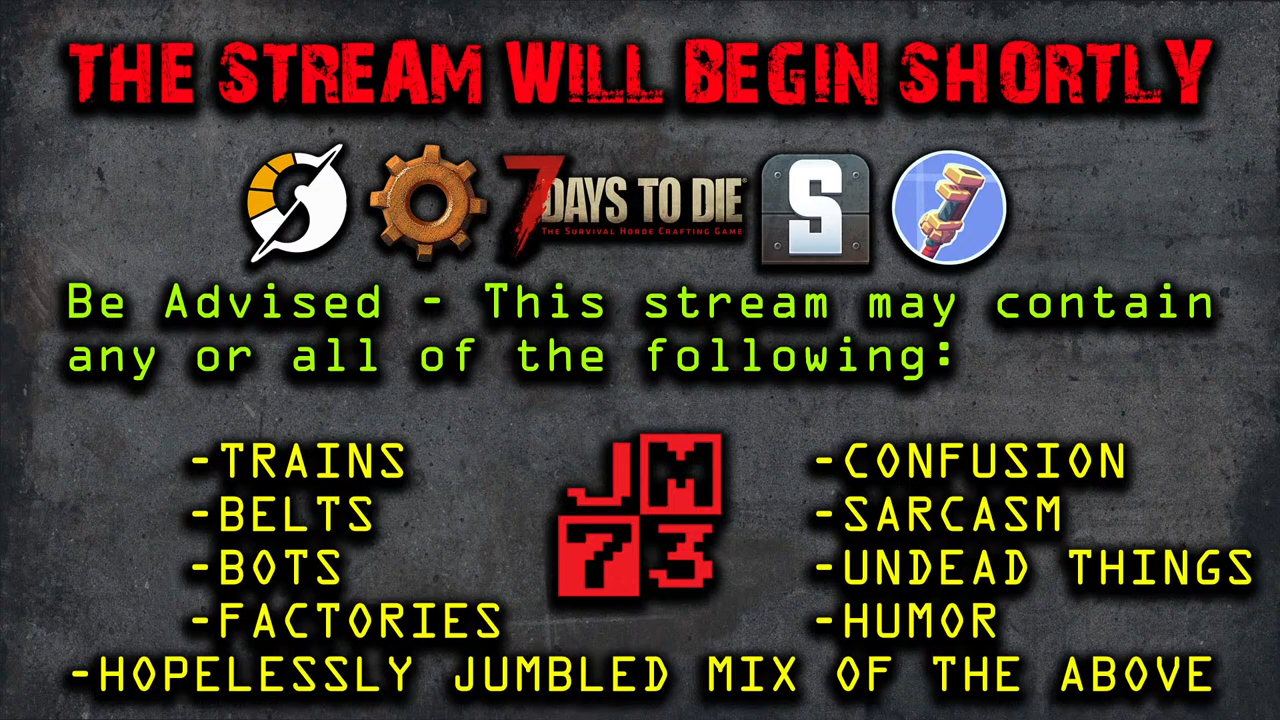 THE STREAM WILL BEGIN SHORTLY
7 DAYS TO DIE
THE SURVIVAL HORDE CRAFTING GAME
S
Be Advised - This stream may contain
any or all of the following:
-TRAINS
-BELTS
-BOTS
-FACTORIES
JM
73
-CONFUSION
-SARCASM
-UNDEAD THINGS
-HUMOR
-HOPELESSLY JUMBLED MIX OF THE ABOVE